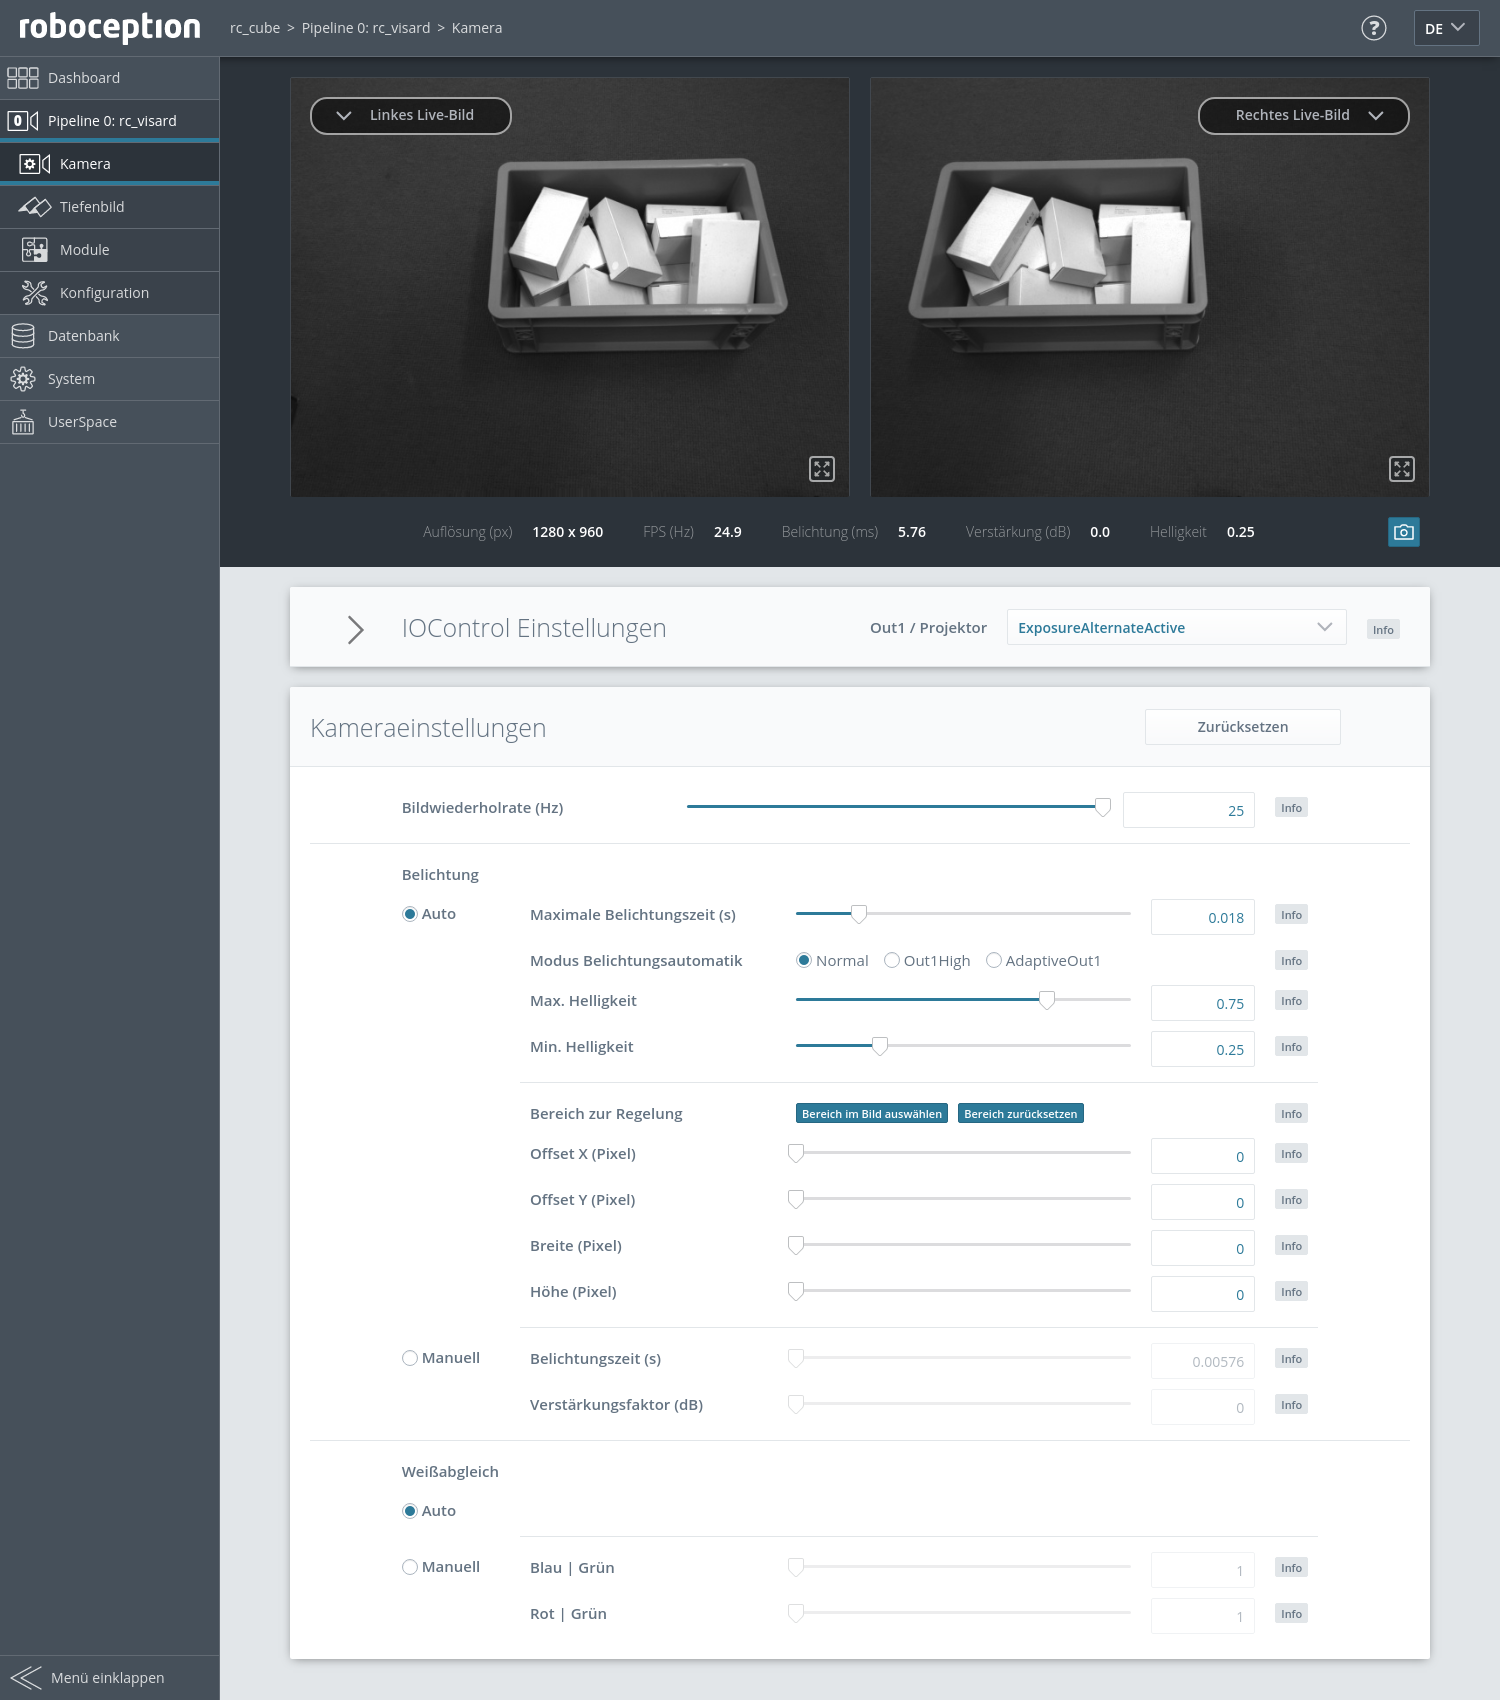 roboception
rc_cube > Pipeline 0: rc_visard > Kamera
?
DE
Dashboard
0 Pipeline 0: rc_visard
Kamera
Tiefenbild
Module
Konfiguration
Datenbank
System
UserSpace
Menü einklappen
Linkes Live-Bild
Rechtes Live-Bild
Auflösung (px) 1280 x 960 FPS (Hz) 24.9 Belichtung (ms) 5.76 Verstärkung (dB) 0.0 Helligkeit 0.25
IOControl Einstellungen Out1 / Projektor ExposureAlternateActive Info
Kameraeinstellungen Zurücksetzen
Bildwiederholrate (Hz) 25 Info
Belichtung
Auto Maximale Belichtungszeit (s) 0.018 Info
Modus Belichtungsautomatik Normal Out1High AdaptiveOut1 Info
Max. Helligkeit 0.75 Info
Min. Helligkeit 0.25 Info
Bereich zur Regelung Bereich im Bild auswählen Bereich zurücksetzen Info
Offset X (Pixel) 0 Info
Offset Y (Pixel) 0 Info
Breite (Pixel) 0 Info
Höhe (Pixel) 0 Info
Manuell Belichtungszeit (s) 0.00576 Info
Verstärkungsfaktor (dB) 0 Info
Weißabgleich
Auto
Manuell Blau | Grün 1 Info
Rot | Grün 1 Info